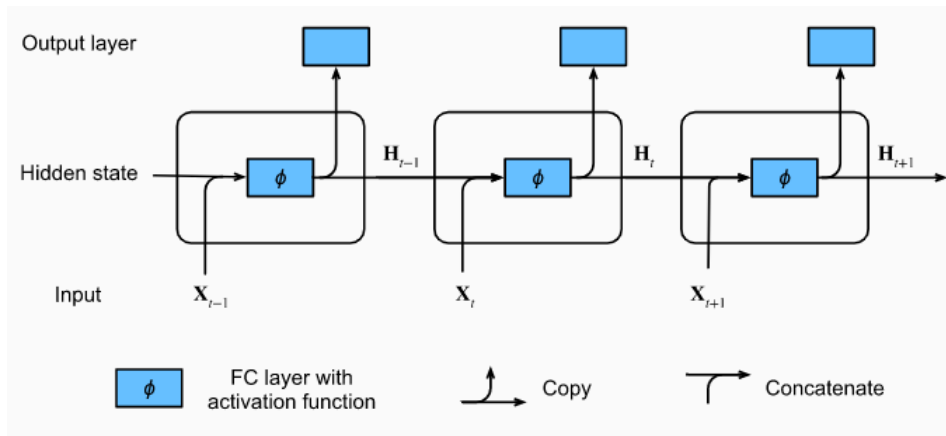 Output layer
Hidden state
ϕ
H_{t-1}
ϕ
H_t
ϕ
H_{t+1}
Input
X_{t-1}
X_t
X_{t+1}
ϕ
FC layer with
activation function
Copy
Concatenate